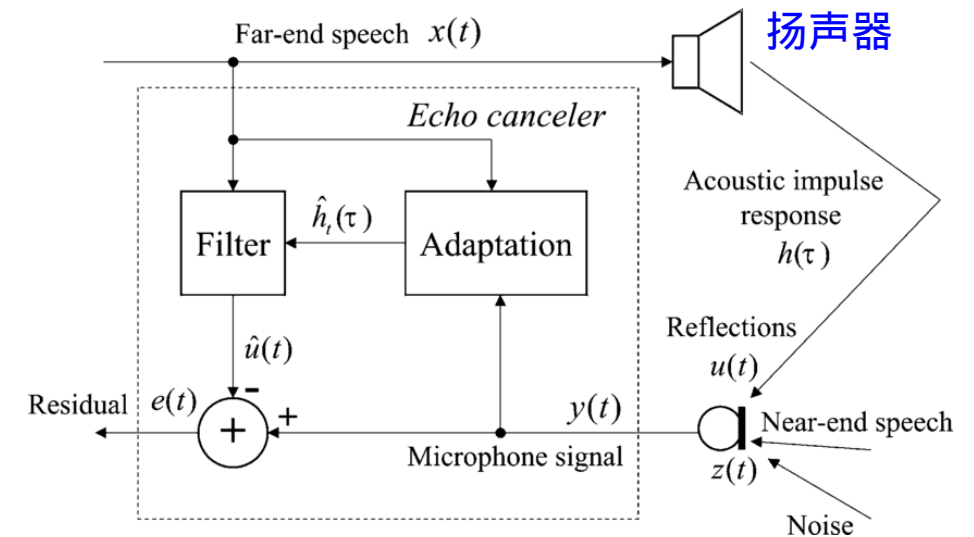 Far-end speech x(t)
扬声器
Echo canceler
Acoustic impulse
response
h(τ)
ĥₜ(τ)
Filter
Adaptation
Reflections
u(t)
û(t)
-
Residual
e(t)
+
+
y(t)
Near-end speech
Microphone signal
z(t)
Noise